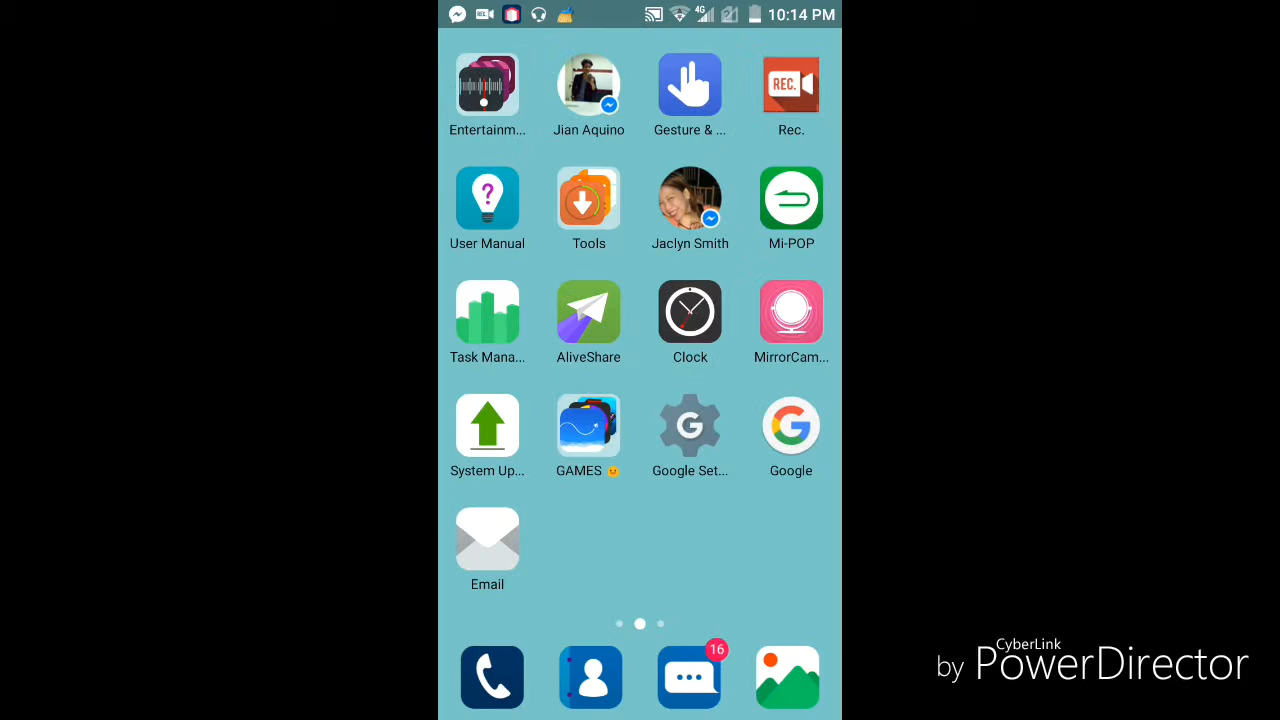 4G 10:14 PM
Entertainm... Jian Aquino Gesture & ... Rec.
REC.
User Manual Tools Jaclyn Smith Mi-POP
Task Mana... AliveShare Clock MirrorCam...
System Up... GAMES 🌞 Google Set... Google
Email
16
CyberLink
by PowerDirector